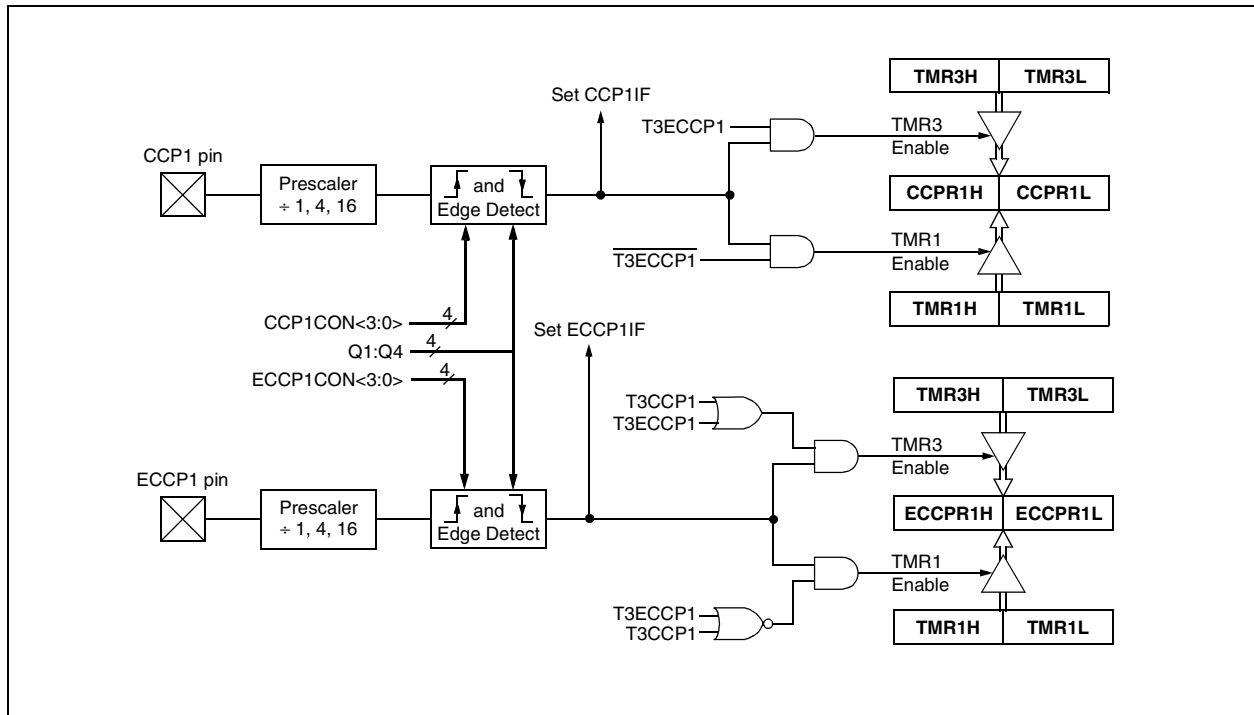 TMR3H TMR3L
Set CCP1IF
T3ECCP1
TMR3
Enable
CCP1 pin
Prescaler
÷ 1, 4, 16
and
Edge Detect
CCPR1H CCPR1L
T3ECCP1
TMR1
Enable
TMR1H TMR1L
CCP1CON<3:0> 4
Q1:Q4 4
ECCP1CON<3:0> 4
Set ECCP1IF
TMR3H TMR3L
T3CCP1
T3ECCP1
TMR3
Enable
ECCP1 pin
Prescaler
÷ 1, 4, 16
and
Edge Detect
ECCPR1H ECCPR1L
TMR1
Enable
T3ECCP1
T3CCP1
TMR1H TMR1L